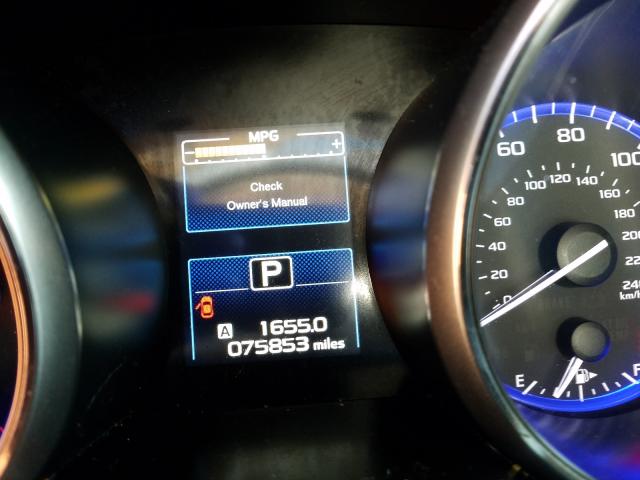 MPG
- +
Check
Owner's Manual
P
A 1655.0
075853 miles
60 80 100
0 20 40 60 80 100 120 140 160 180 200
km/h
E F